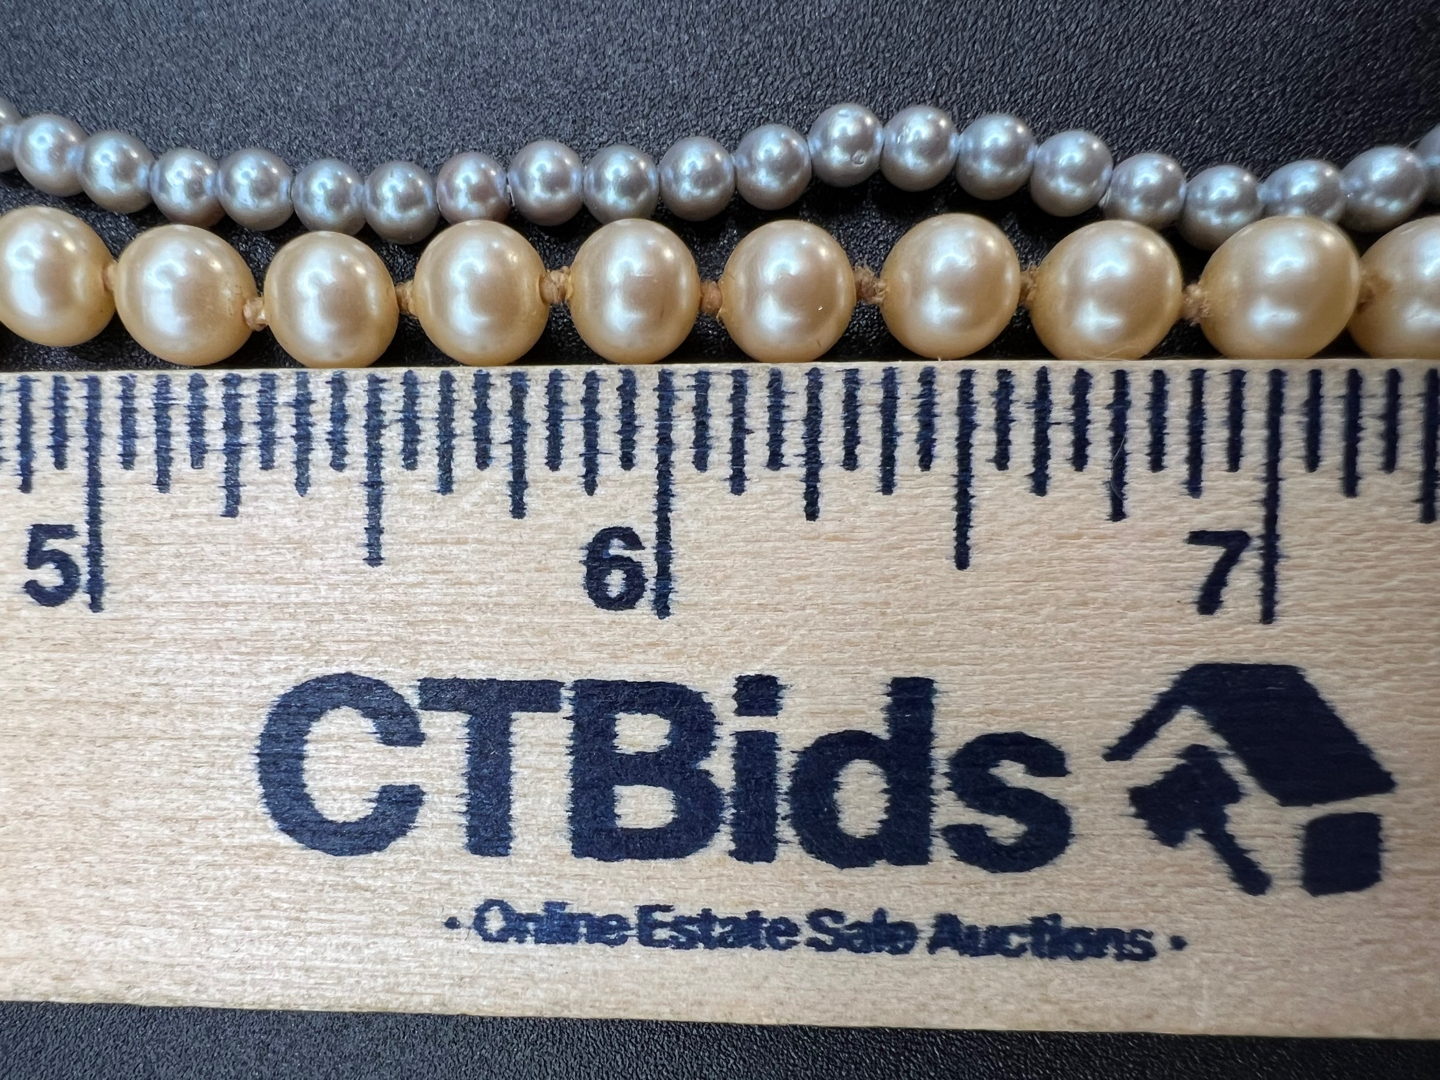 5 6 7
CTBids
· Online Estate Sale Auctions ·